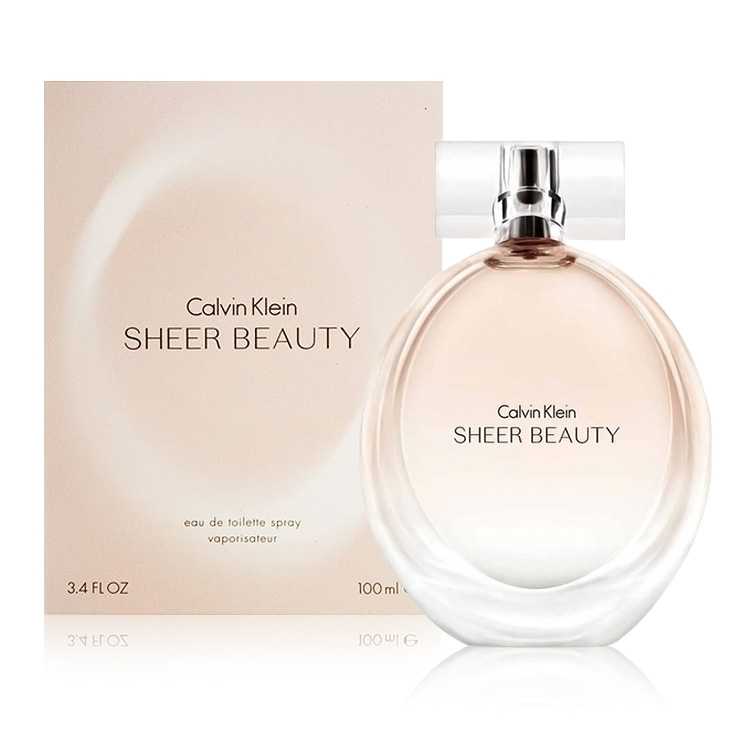 Calvin Klein
SHEER BEAUTY
eau de toilette spray
vaporisateur
3.4 FL OZ
100 ml
Calvin Klein
SHEER BEAUTY